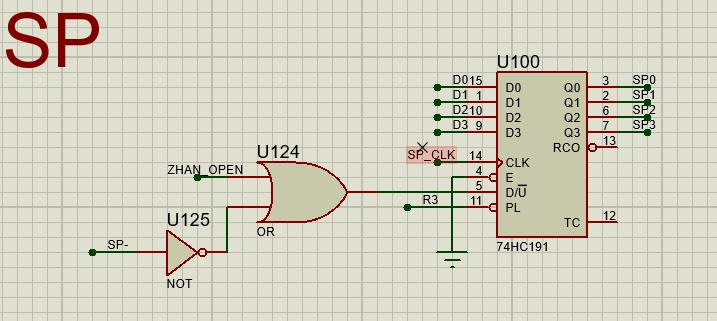 SP
U100
D0 15 D0 Q0 3 SP0
D1 1 D1 Q1 2 SP1
D2 10 D2 Q2 6 SP2
D3 9 D3 Q3 7 SP3
RCO 13
SP_CLK 14 CLK
4 E
5 D/U
R3 11 PL
TC 12
74HC191
U124
ZHAN_OPEN
OR
U125
SP-
NOT